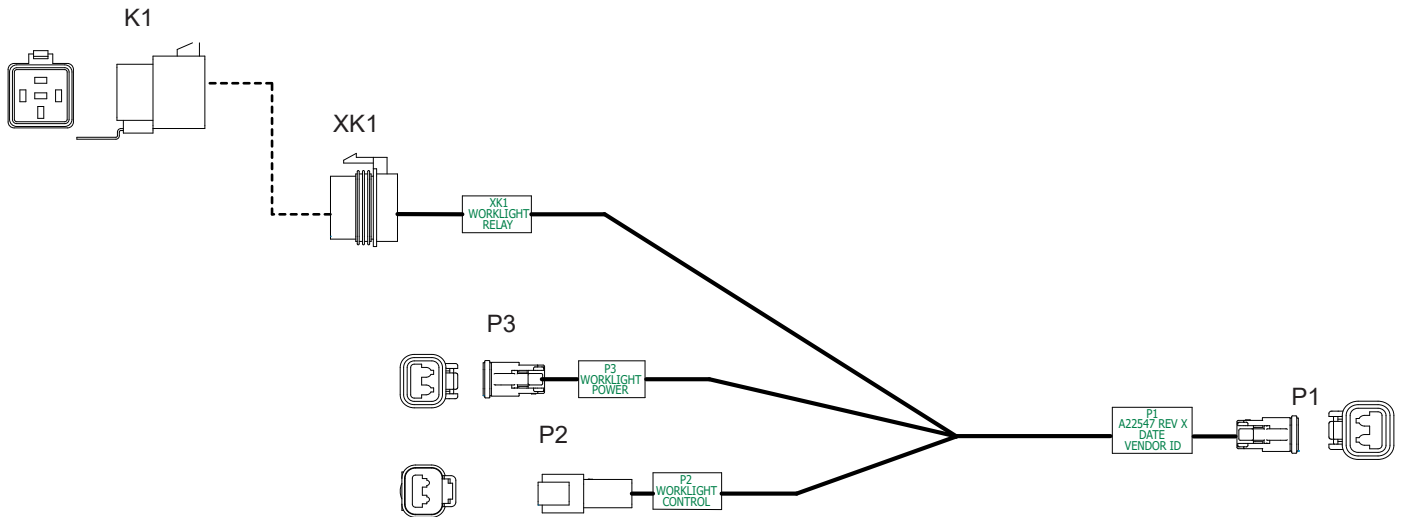 K1
XK1
XK1
WORKLIGHT
RELAY
P3
P3
WORKLIGHT
POWER
P1
P1
A22547 REV X
DATE
VENDOR ID
P2
P2
WORKLIGHT
CONTROL